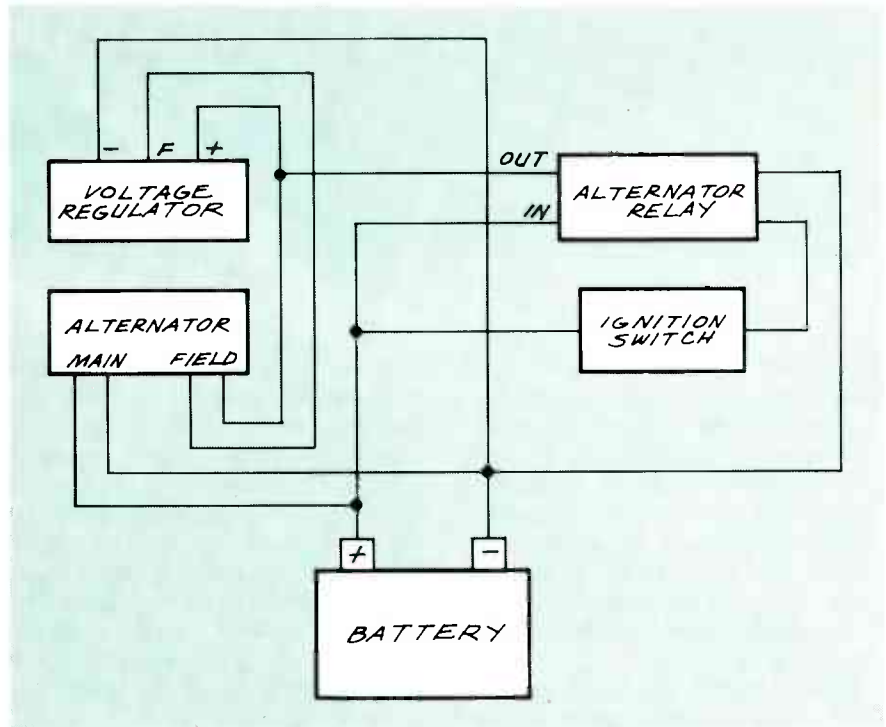 - F +
VOLTAGE
REGULATOR
OUT
IN
ALTERNATOR
RELAY
ALTERNATOR
MAIN FIELD
IGNITION
SWITCH
+ -
BATTERY